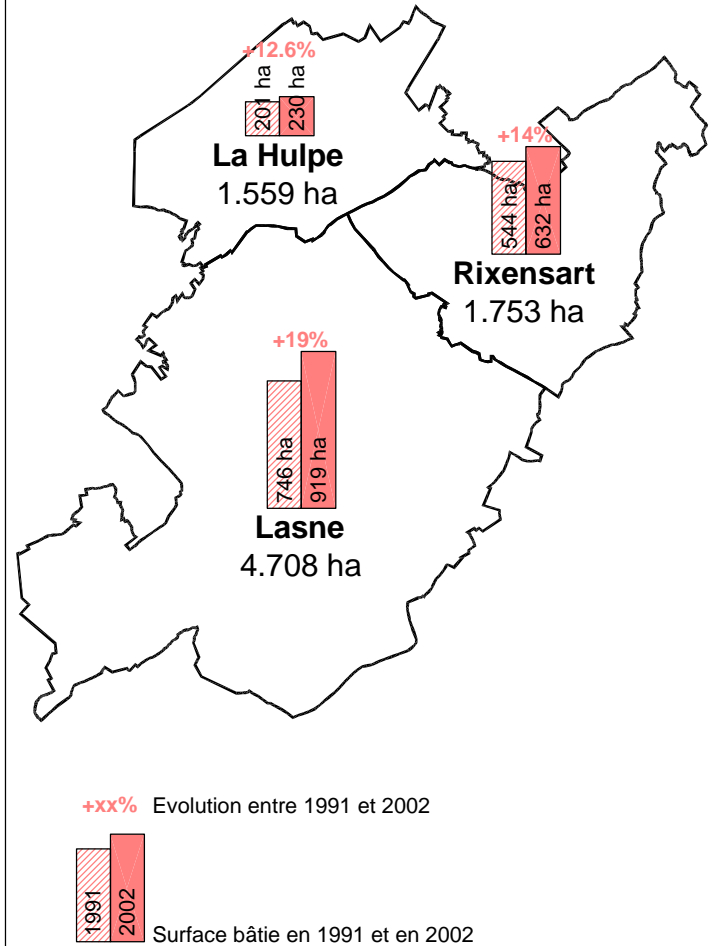 +12.6%
201 ha
230 ha
La Hulpe
1.559 ha
+14%
544 ha
632 ha
Rixensart
1.753 ha
+19%
746 ha
919 ha
Lasne
4.708 ha
+xx% Evolution entre 1991 et 2002
1991
2002
Surface bâtie en 1991 et en 2002